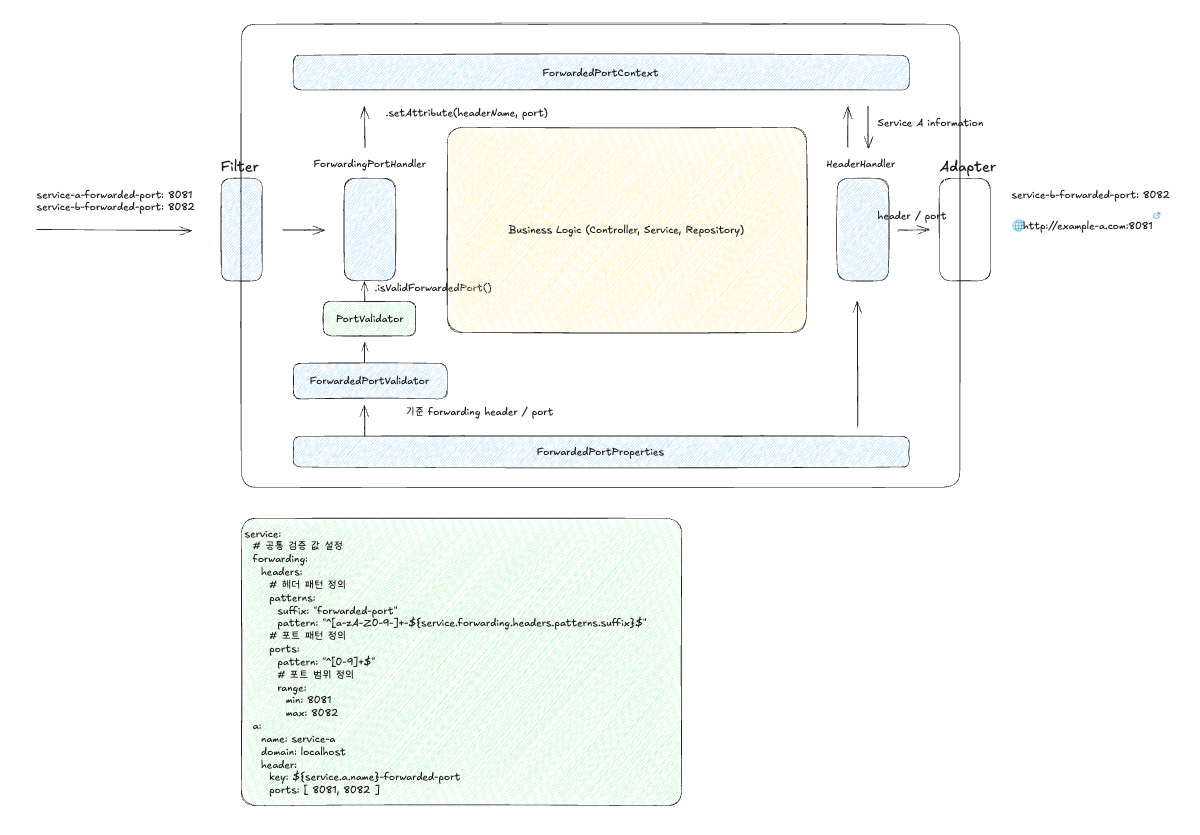 ForwardedPortContext
.setAttribute(headerName, port)
Service A information
Filter
ForwardingPortHandler
HeaderHandler
Adapter
service-a-forwarded-port: 8081
service-b-forwarded-port: 8082
service-b-forwarded-port: 8082
header / port
http://example-a.com:8081
Business Logic (Controller, Service, Repository)
.isValidForwardedPort()
PortValidator
ForwardedPortValidator
기준 forwarding header / port
ForwardedPortProperties
service:
# 공통 검증 값 설정
forwarding:
headers:
# 헤더 패턴 정의
patterns:
suffix: "forwarded-port"
pattern: "^[a-zA-Z0-9-]+-${service.forwarding.headers.patterns.suffix}$"
# 포트 패턴 정의
ports:
pattern: "^[0-9]+$"
# 포트 범위 정의
range:
min: 8081
max: 8082
a:
name: service-a
domain: localhost
header:
key: ${service.a.name}-forwarded-port
ports: [ 8081, 8082 ]